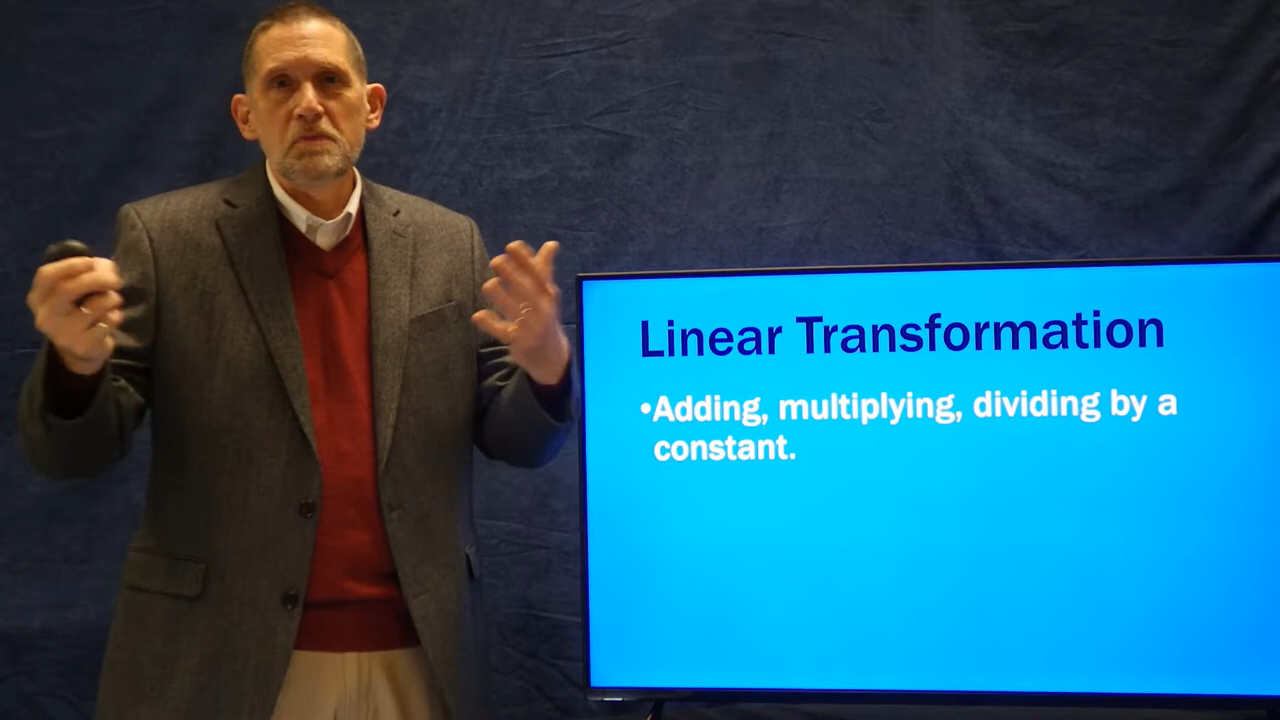 Linear Transformation
•Adding, multiplying, dividing by a
constant.